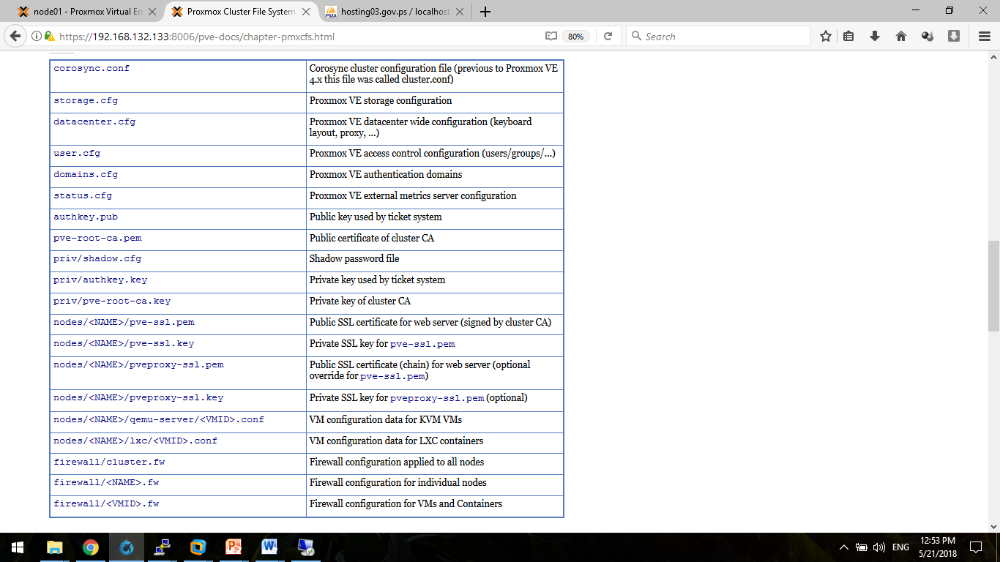 node01 - Proxmox Virtual En
Proxmox Cluster File System
hosting03.gov.ps / localhost
https://192.168.132.133:8006/pve-docs/chapter-pmxcfs.html
80%
Search
corosync.conf
Corosync cluster configuration file (previous to Proxmox VE
4.x this file was called cluster.conf)
storage.cfg
Proxmox VE storage configuration
datacenter.cfg
Proxmox VE datacenter wide configuration (keyboard
layout, proxy, ...)
user.cfg
Proxmox VE access control configuration (users/groups/...)
domains.cfg
Proxmox VE authentication domains
status.cfg
Proxmox VE external metrics server configuration
authkey.pub
Public key used by ticket system
pve-root-ca.pem
Public certificate of cluster CA
priv/shadow.cfg
Shadow password file
priv/authkey.key
Private key used by ticket system
priv/pve-root-ca.key
Private key of cluster CA
nodes/<NAME>/pve-ssl.pem
Public SSL certificate for web server (signed by cluster CA)
nodes/<NAME>/pve-ssl.key
Private SSL key for pve-ssl.pem
nodes/<NAME>/pveproxy-ssl.pem
Public SSL certificate (chain) for web server (optional
override for pve-ssl.pem)
nodes/<NAME>/pveproxy-ssl.key
Private SSL key for pveproxy-ssl.pem (optional)
nodes/<NAME>/qemu-server/<VMID>.conf
VM configuration data for KVM VMs
nodes/<NAME>/lxc/<VMID>.conf
VM configuration data for LXC containers
firewall/cluster.fw
Firewall configuration applied to all nodes
firewall/<NAME>.fw
Firewall configuration for individual nodes
firewall/<VMID>.fw
Firewall configuration for VMs and Containers
ENG
12:53 PM
5/21/2018